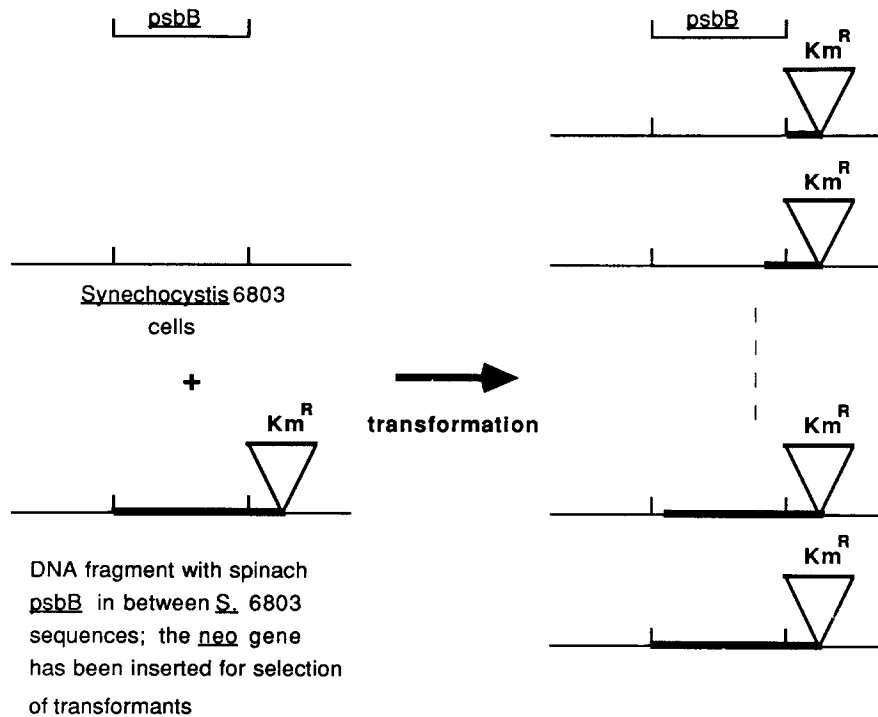 psbB
Synechocystis 6803
cells
+
Km^R
DNA fragment with spinach
psbB in between S. 6803
sequences; the neo gene
has been inserted for selection
of transformants
transformation
psbB
Km^R
Km^R
Km^R
Km^R